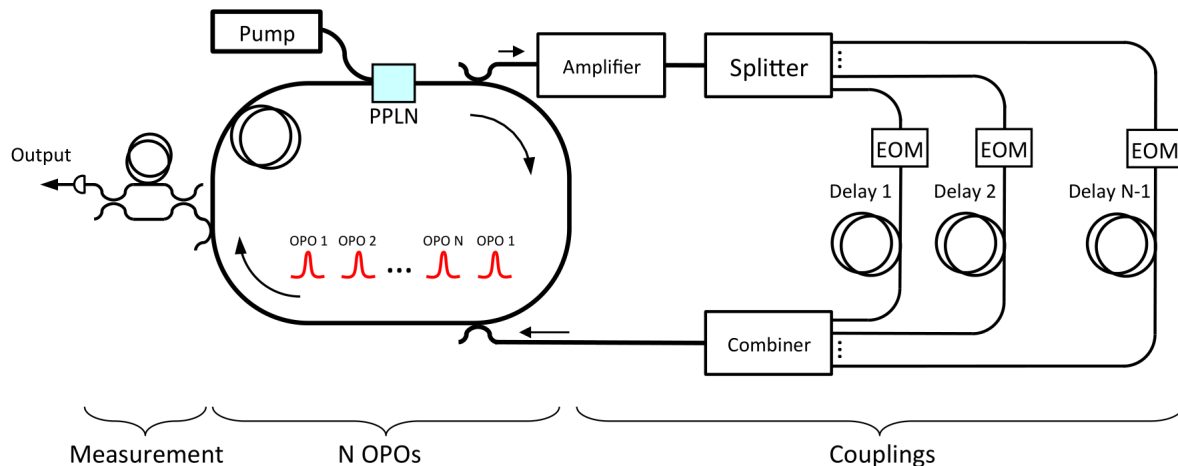 Pump
PPLN
Amplifier
Splitter
EOM
EOM
EOM
Output
Delay 1
Delay 2
Delay N-1
OPO 1
OPO 2
OPO N
OPO 1
Combiner
Measurement
N OPOs
Couplings